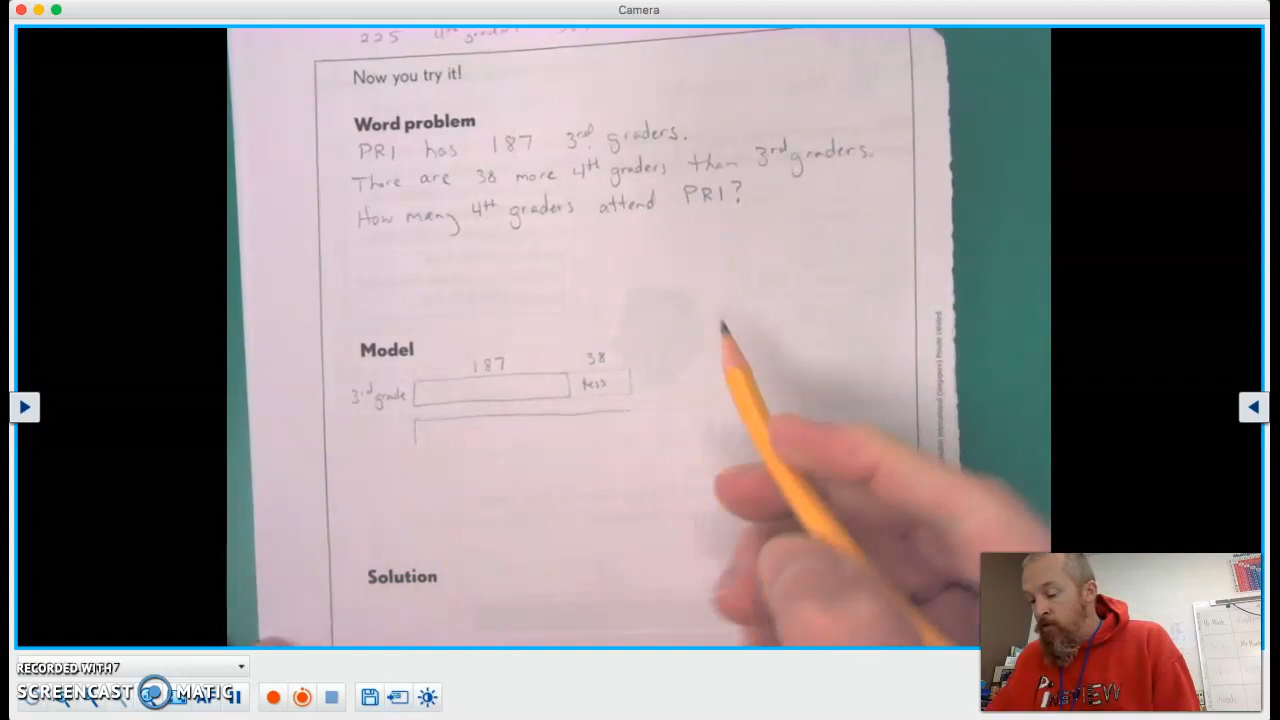 Camera
225 4th graders
Now you try it!
Word problem
PR1 has 187 3rd graders.
There are 38 more 4th graders than 3rd graders.
How many 4th graders attend PR1?
Model
187 38
3rd grade less
Solution
RECORDED WITH
SCREENCAST MATIC